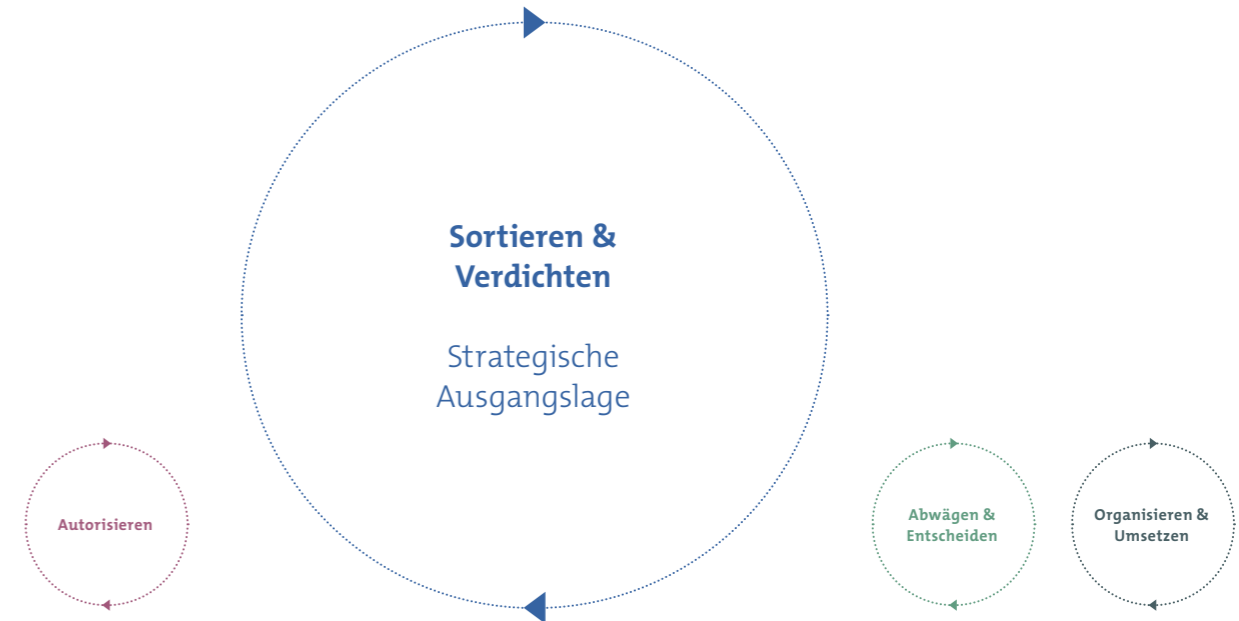 Sortieren &
Verdichten
Strategische
Ausgangslage
Autorisieren
Abwägen &
Entscheiden
Organisieren &
Umsetzen